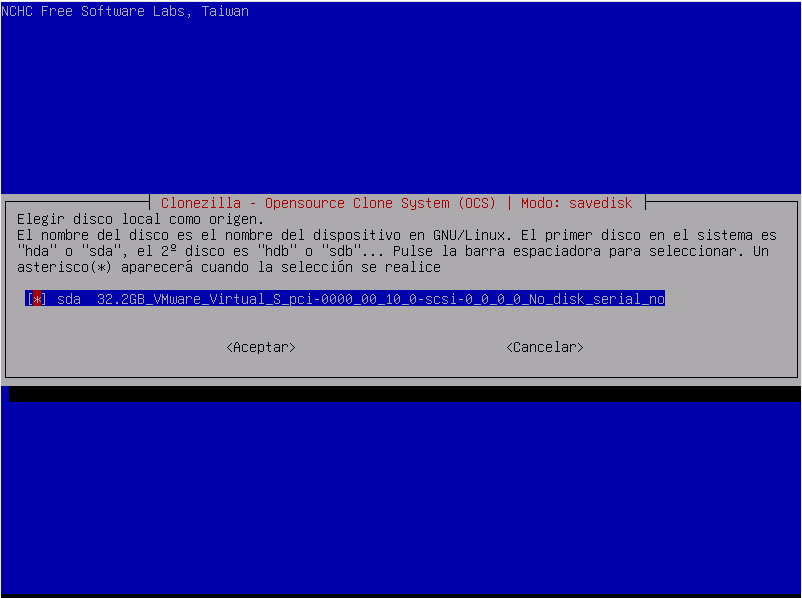 NCHC Free Software Labs, Taiwan
Clonezilla - Opensource Clone System (OCS) | Modo: savedisk
Elegir disco local como origen.
El nombre del disco es el nombre del dispositivo en GNU/Linux. El primer disco en el sistema es
"hda" o "sda", el 2º disco es "hdb" o "sdb"... Pulse la barra espaciadora para seleccionar. Un
asterisco(*) aparecerá cuando la selección se realice
[*] sda  32.2GB_VMware_Virtual_S_pci-0000_00_10_0-scsi-0_0_0_0_No_disk_serial_no
<Aceptar> <Cancelar>